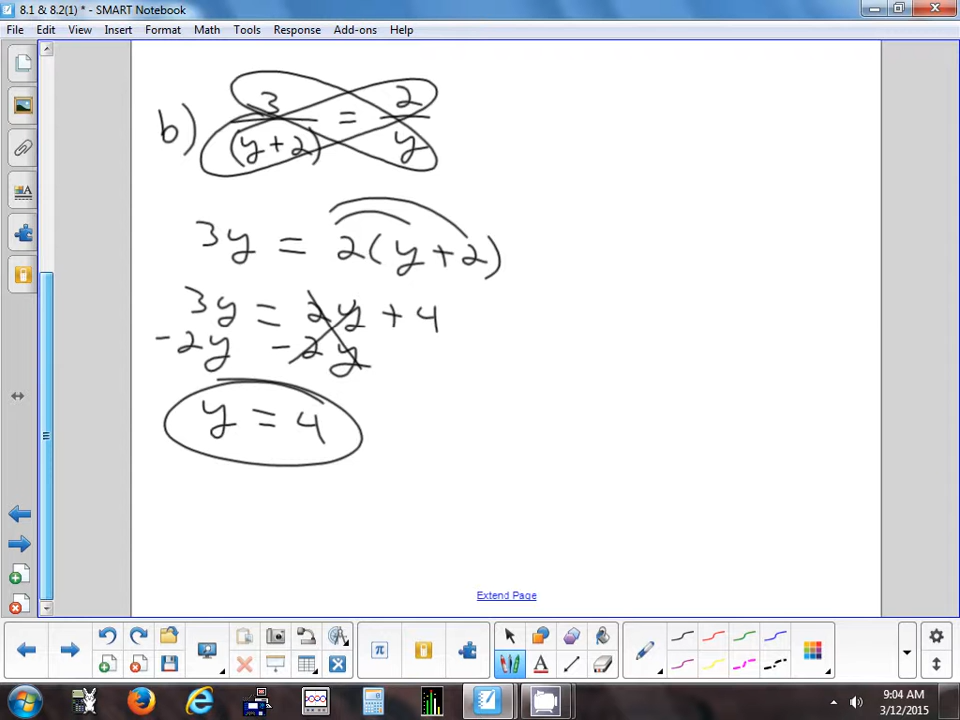 8.1 & 8.2(1) * - SMART Notebook
File Edit View Insert Format Math Tools Response Add-ons Help
b) 3/(y+2) = 2/y
3y = 2(y+2)
3y = 2y + 4
-2y -2y
y = 4
Extend Page
π
A
9:04 AM
3/12/2015